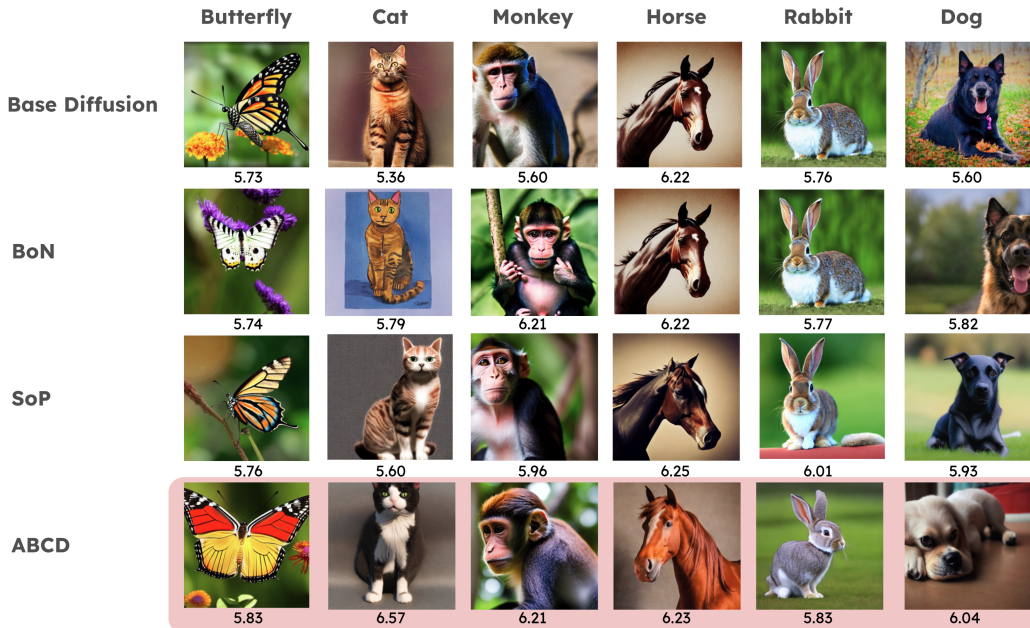 Butterfly Cat Monkey Horse Rabbit Dog
Base Diffusion
5.73 5.36 5.60 6.22 5.76 5.60
BoN
5.74 5.79 6.21 6.22 5.77 5.82
SoP
5.76 5.60 5.96 6.25 6.01 5.93
ABCD
5.83 6.57 6.21 6.23 5.83 6.04